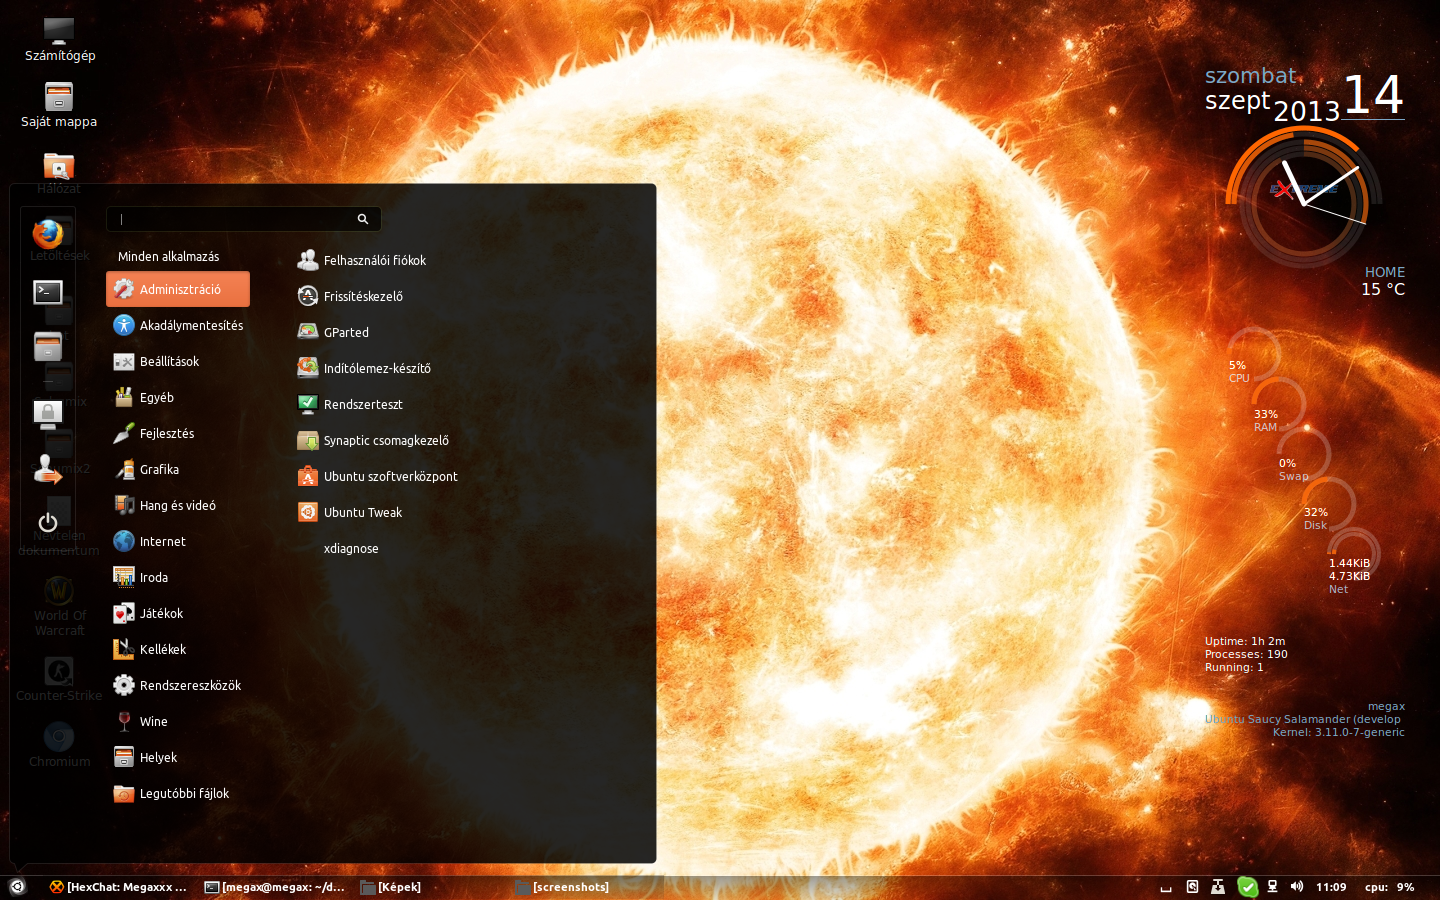 Számítógép
Saját mappa
Hálózat
Letöltések
Névtelen
dokumentum
World Of
Warcraft
Counter-Strike
Chromium
Minden alkalmazás
Adminisztráció
Akadálymentesítés
Beállítások
Egyéb
Fejlesztés
Grafika
Hang és videó
Internet
Iroda
Játékok
Kellékek
Rendszereszközök
Wine
Helyek
Legutóbbi fájlok
Felhasználói fiókok
Frissítéskezelő
GParted
Indítólemez-készítő
Rendszerteszt
Synaptic csomagkezelő
Ubuntu szoftverközpont
Ubuntu Tweak
xdiagnose
szombat
szept 2013 14
EXTREME
HOME
15 °C
5%
CPU
33%
RAM
0%
Swap
32%
Disk
1.44KiB
4.73KiB
Net
Uptime: 1h 2m
Processes: 190
Running: 1
megax
Ubuntu Saucy Salamander (develop
Kernel: 3.11.0-7-generic
[HexChat: Megaxxx ...
[megax@megax: ~/d...
[Képek]
[screenshots]
11:09
cpu: 9%